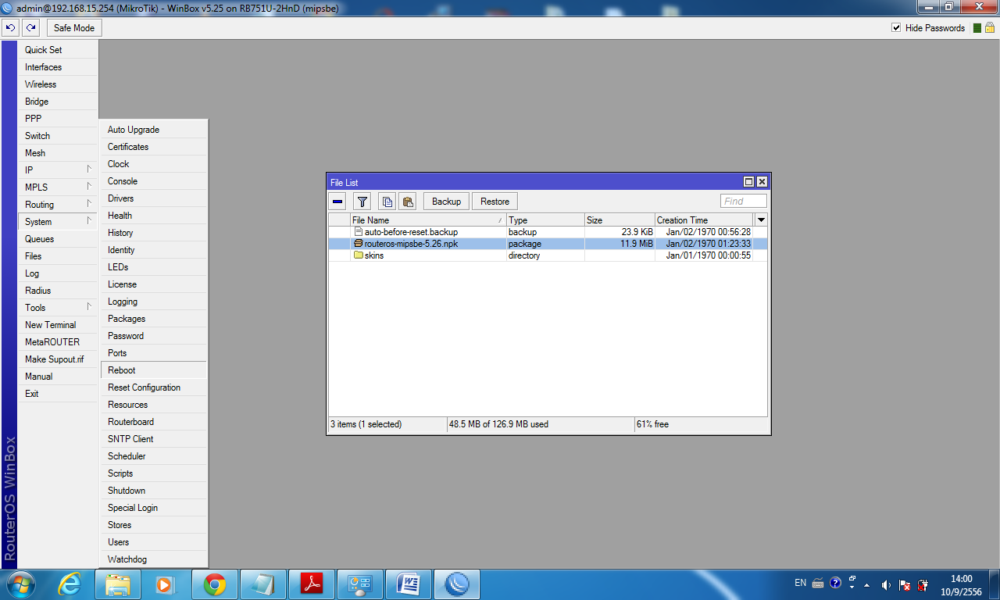 admin@192.168.15.254 (MikroTik) - WinBox v5.25 on RB751U-2HnD (mipsbe)
Safe Mode
Hide Passwords
Quick Set
Interfaces
Wireless
Bridge
PPP
Switch
Mesh
IP
MPLS
Routing
System
Queues
Files
Log
Radius
Tools
New Terminal
MetaROUTER
Make Supout.rif
Manual
Exit
RouterOS WinBox
Auto Upgrade
Certificates
Clock
Console
Drivers
Health
History
Identity
LEDs
License
Logging
Packages
Password
Ports
Reboot
Reset Configuration
Resources
Routerboard
SNTP Client
Scheduler
Scripts
Shutdown
Special Login
Stores
Users
Watchdog
File List
Backup Restore Find
File Name Type Size Creation Time
auto-before-reset.backup backup 23.9 KiB Jan/02/1970 00:56:28
routeros-mipsbe-5.26.npk package 11.9 MiB Jan/02/1970 01:23:33
skins directory Jan/01/1970 00:00:55
3 items (1 selected) 48.5 MB of 126.9 MB used 61% free
EN
14:00
10/9/2556